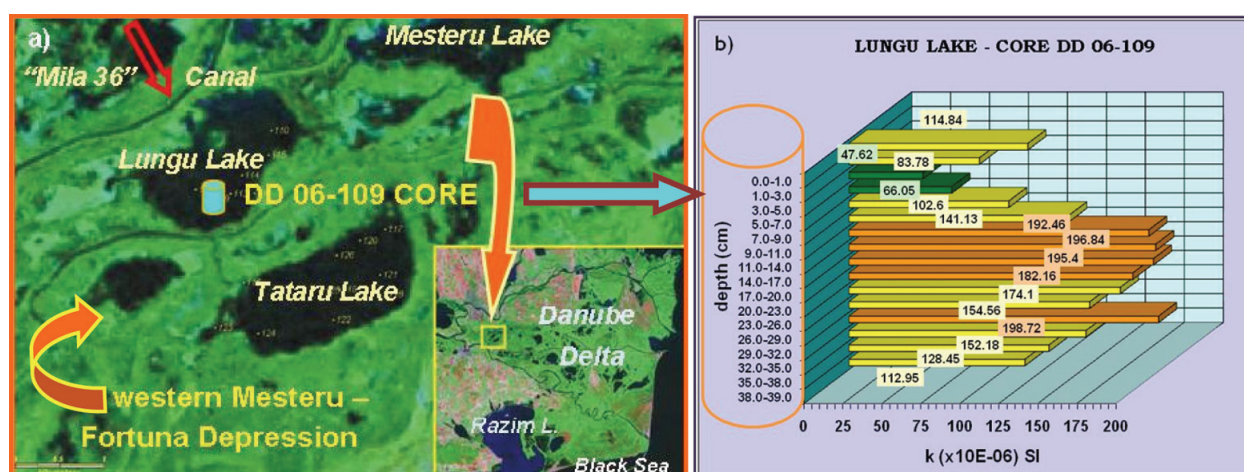 a)
Mesteru Lake
"Mila 36" Canal
Lungu Lake
DD 06-109 CORE
Tataru Lake
western Mesteru –
Fortuna Depression
Danube
Delta
Razim L.
Black Sea
b)
LUNGU LAKE - CORE DD 06-109
114.84
47.62
83.78
66.05
102.6
141.13
192.46
196.84
195.4
182.16
174.1
154.56
198.72
152.18
128.45
112.95
depth (cm)
0.0-1.0
1.0-3.0
3.0-5.0
5.0-7.0
7.0-9.0
9.0-11.0
11.0-14.0
14.0-17.0
17.0-20.0
20.0-23.0
23.0-26.0
26.0-29.0
29.0-32.0
32.0-35.0
35.0-38.0
38.0-39.0
0 25 50 75 100 125 150 175 200
k (x10E-06) SI